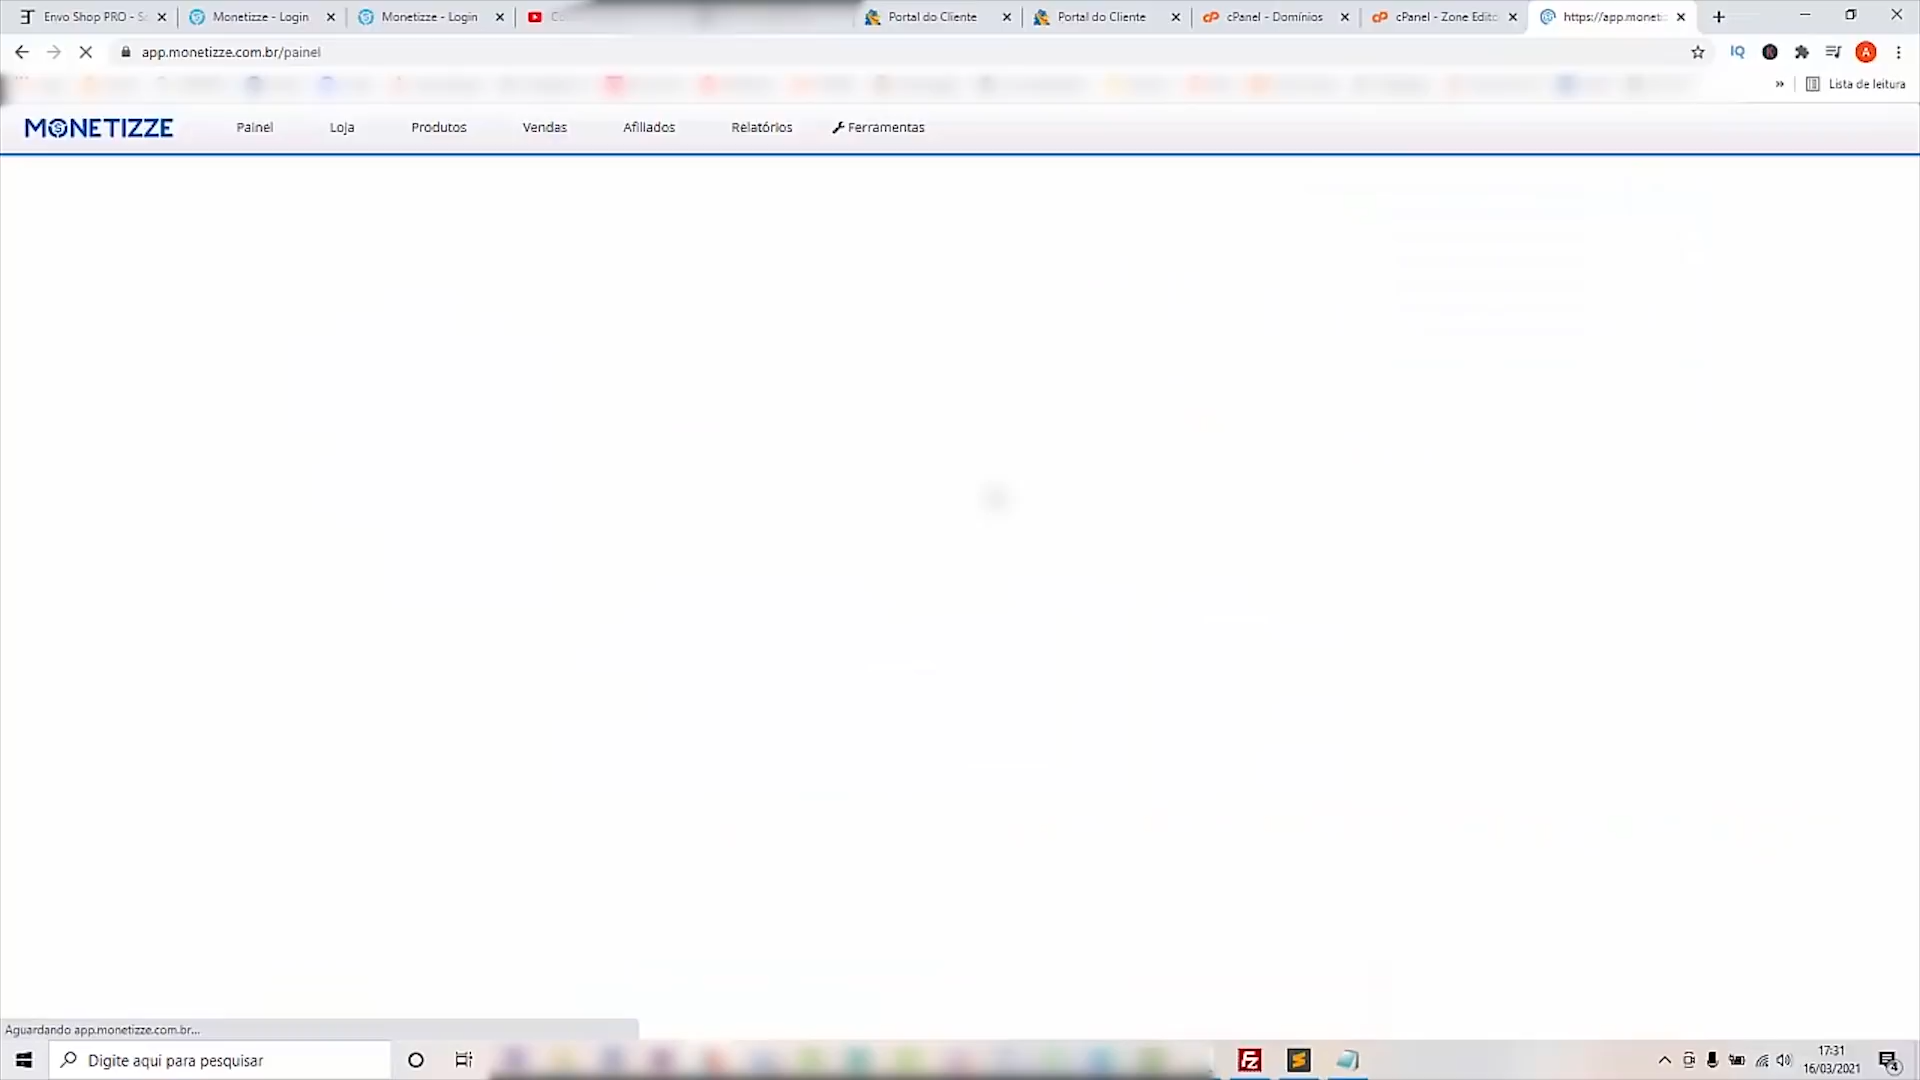 Envo Shop PRO - S
Monetizze - Login
Monetizze - Login
Portal do Cliente
Portal do Cliente
cPanel - Domínios
cPanel - Zone Edito
https://app.moneti
app.monetizze.com.br/painel
IQ
A
» Lista de leitura
MONETIZZE
Painel
Loja
Produtos
Vendas
Afiliados
Relatórios
Ferramentas
Aguardando app.monetizze.com.br...
Digite aqui para pesquisar
17:31
16/03/2021
4